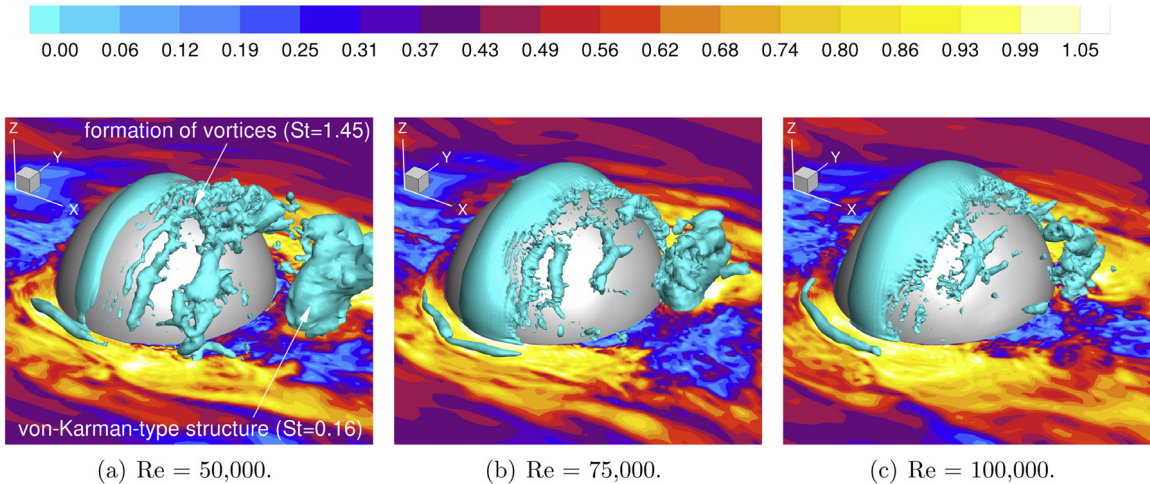 0.00 0.06 0.12 0.19 0.25 0.31 0.37 0.43 0.49 0.56 0.62 0.68 0.74 0.80 0.86 0.93 0.99 1.05
formation of vortices (St=1.45)
Z
Y
X
von-Karman-type structure (St=0.16)
Z
Y
X
Z
Y
X
(a) Re = 50,000.
(b) Re = 75,000.
(c) Re = 100,000.